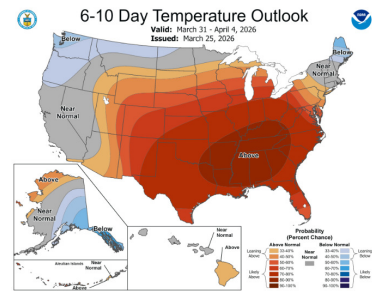 6-10 Day Temperature Outlook
Valid: March 31 - April 4, 2026
Issued: March 25, 2026
Below
Below
Near
Normal
Near
Normal
Above
Above
Near
Normal
Below
Aleutian Islands
Above
Near
Normal
Above
Probability
(Percent Chance)
Above Normal
Near
Normal
Below Normal
Leaning
Above
Likely
Above
33-40%
40-50%
50-60%
60-70%
70-80%
80-90%
90-100%
33-40%
40-50%
50-60%
60-70%
70-80%
80-90%
90-100%
Leaning
Below
Likely
Below